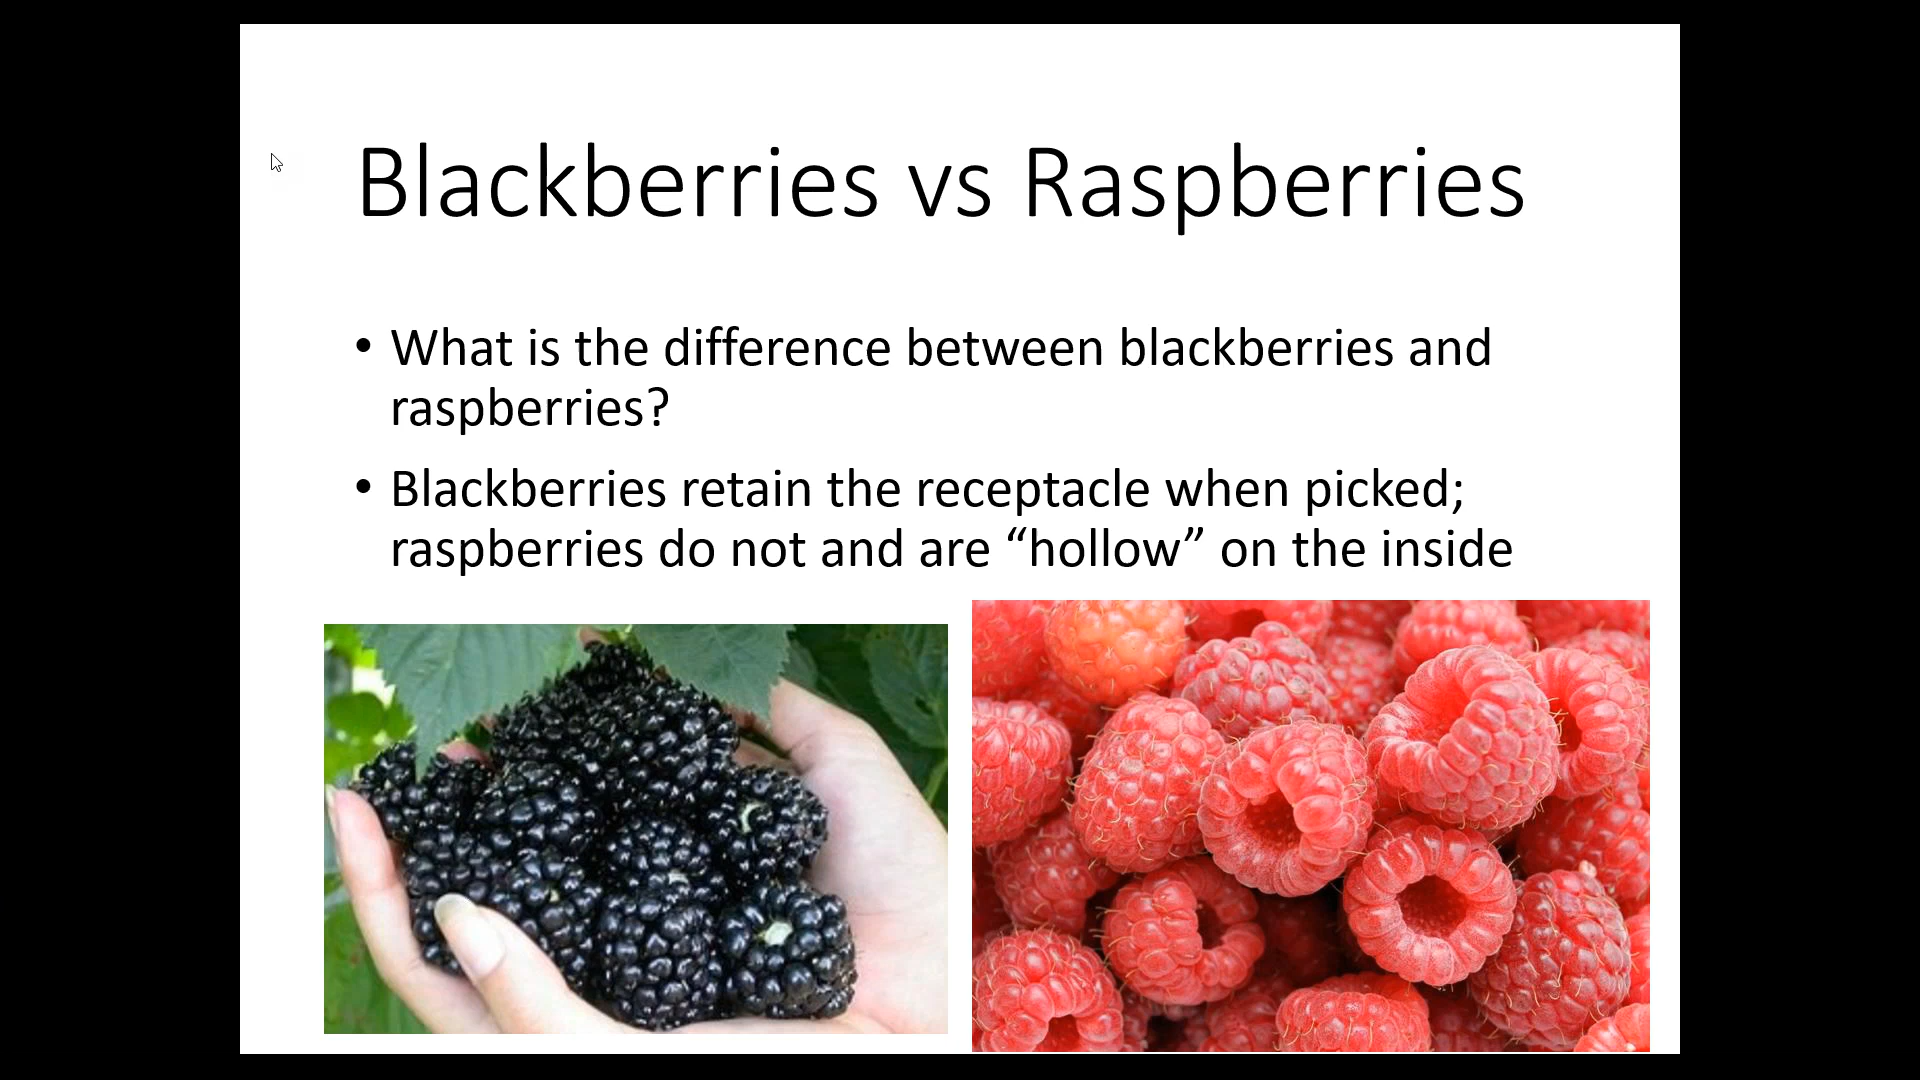 Blackberries vs Raspberries
• What is the difference between blackberries and
raspberries?
• Blackberries retain the receptacle when picked;
raspberries do not and are “hollow” on the inside